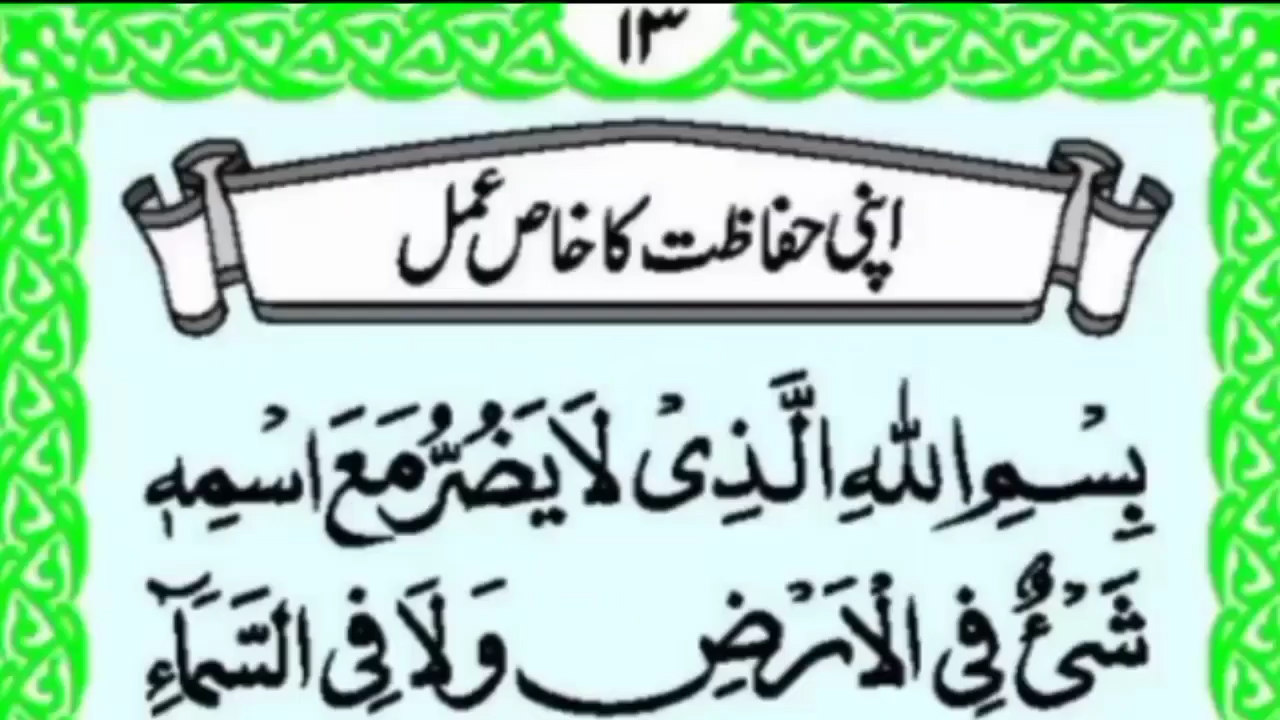 ۱۳
اپنی حفاظت کا خاص عمل
بِسْمِ اللّٰهِ الَّذِیْ لَا یَضُرُّ مَعَ اسْمِهٖ
شَیْءٌ فِی الْاَرْضِ وَلَا فِی السَّمَآءِ